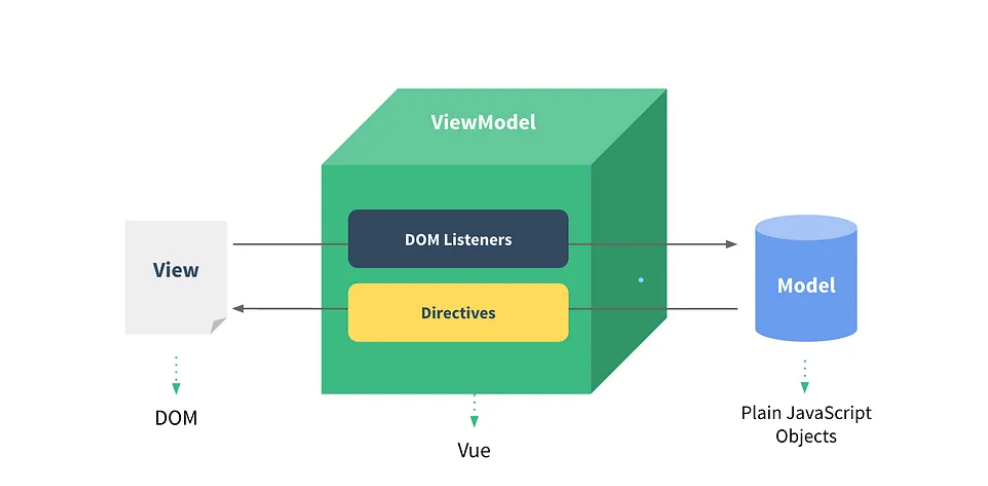 ViewModel
DOM Listeners
View
Model
Directives
DOM
Vue
Plain JavaScript
Objects